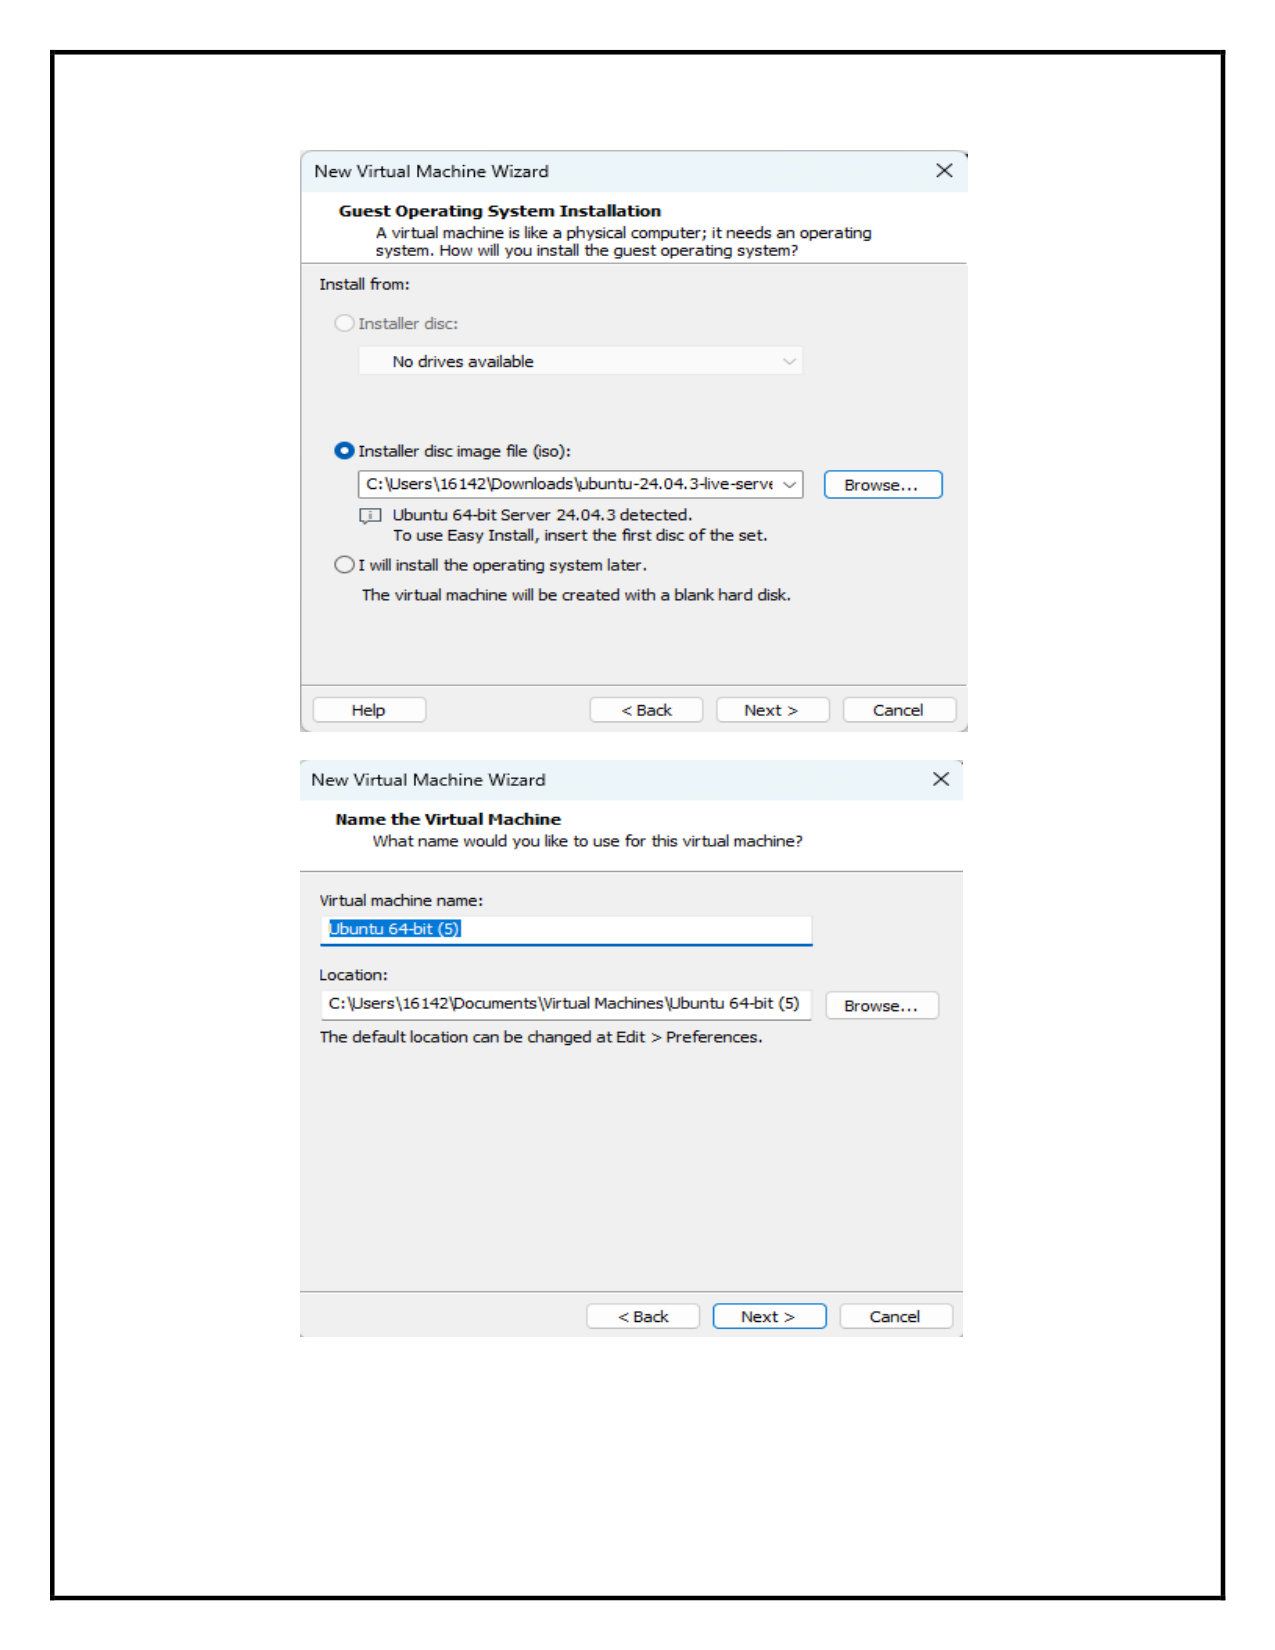 New Virtual Machine Wizard
Guest Operating System Installation
A virtual machine is like a physical computer; it needs an operating
system. How will you install the guest operating system?
Install from:
Installer disc:
No drives available
Installer disc image file (iso):
C:\Users\16142\Downloads\ubuntu-24.04.3-live-serve Browse...
Ubuntu 64-bit Server 24.04.3 detected.
To use Easy Install, insert the first disc of the set.
I will install the operating system later.
The virtual machine will be created with a blank hard disk.
Help < Back Next > Cancel
New Virtual Machine Wizard
Name the Virtual Machine
What name would you like to use for this virtual machine?
Virtual machine name:
Ubuntu 64-bit (5)
Location:
C:\Users\16142\Documents\Virtual Machines\Ubuntu 64-bit (5) Browse...
The default location can be changed at Edit > Preferences.
< Back Next > Cancel